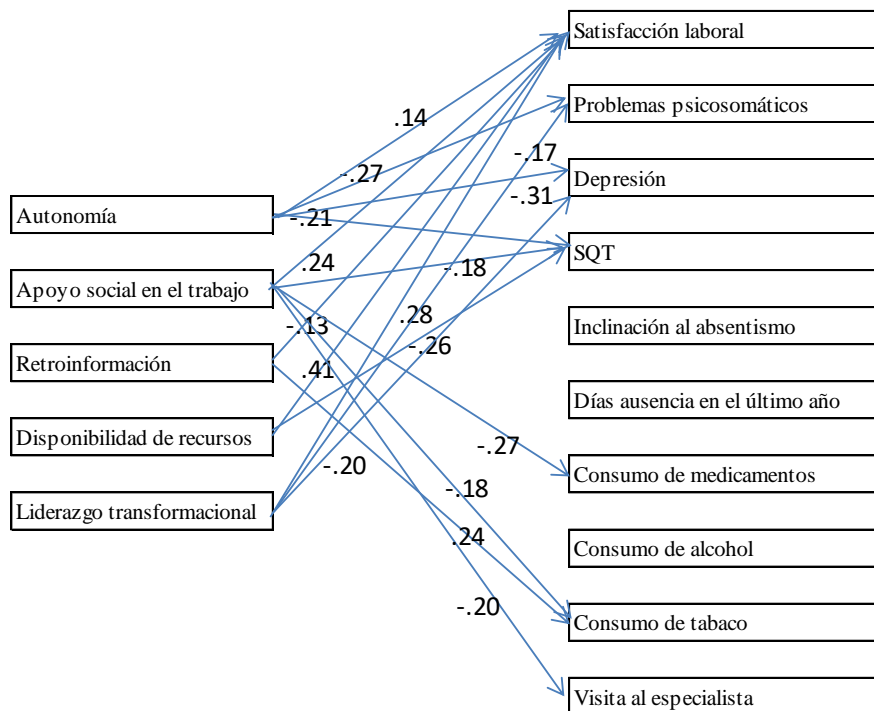 Satisfacción laboral
Problemas psicosomáticos
.14
-.17
-.27
Depresión
-.31
Autonomía
-.21
SQT
.24
-.18
Apoyo social en el trabajo
-.13
.28
Inclinación al absentismo
-.26
Retroinformación
.41
Días ausencia en el último año
Disponibilidad de recursos
-.27
-.20
Consumo de medicamentos
-.18
Liderazgo transformacional
.24
Consumo de alcohol
-.20
Consumo de tabaco
Visita al especialista